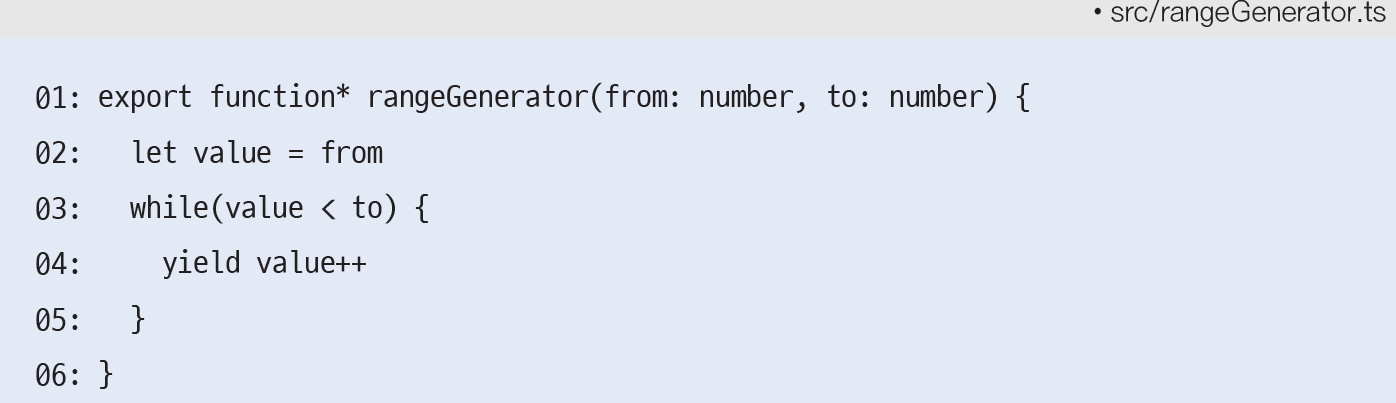 • src/rangeGenerator.ts
01: export function* rangeGenerator(from: number, to: number) {
02:   let value = from
03:   while(value < to) {
04:     yield value++
05:   }
06: }